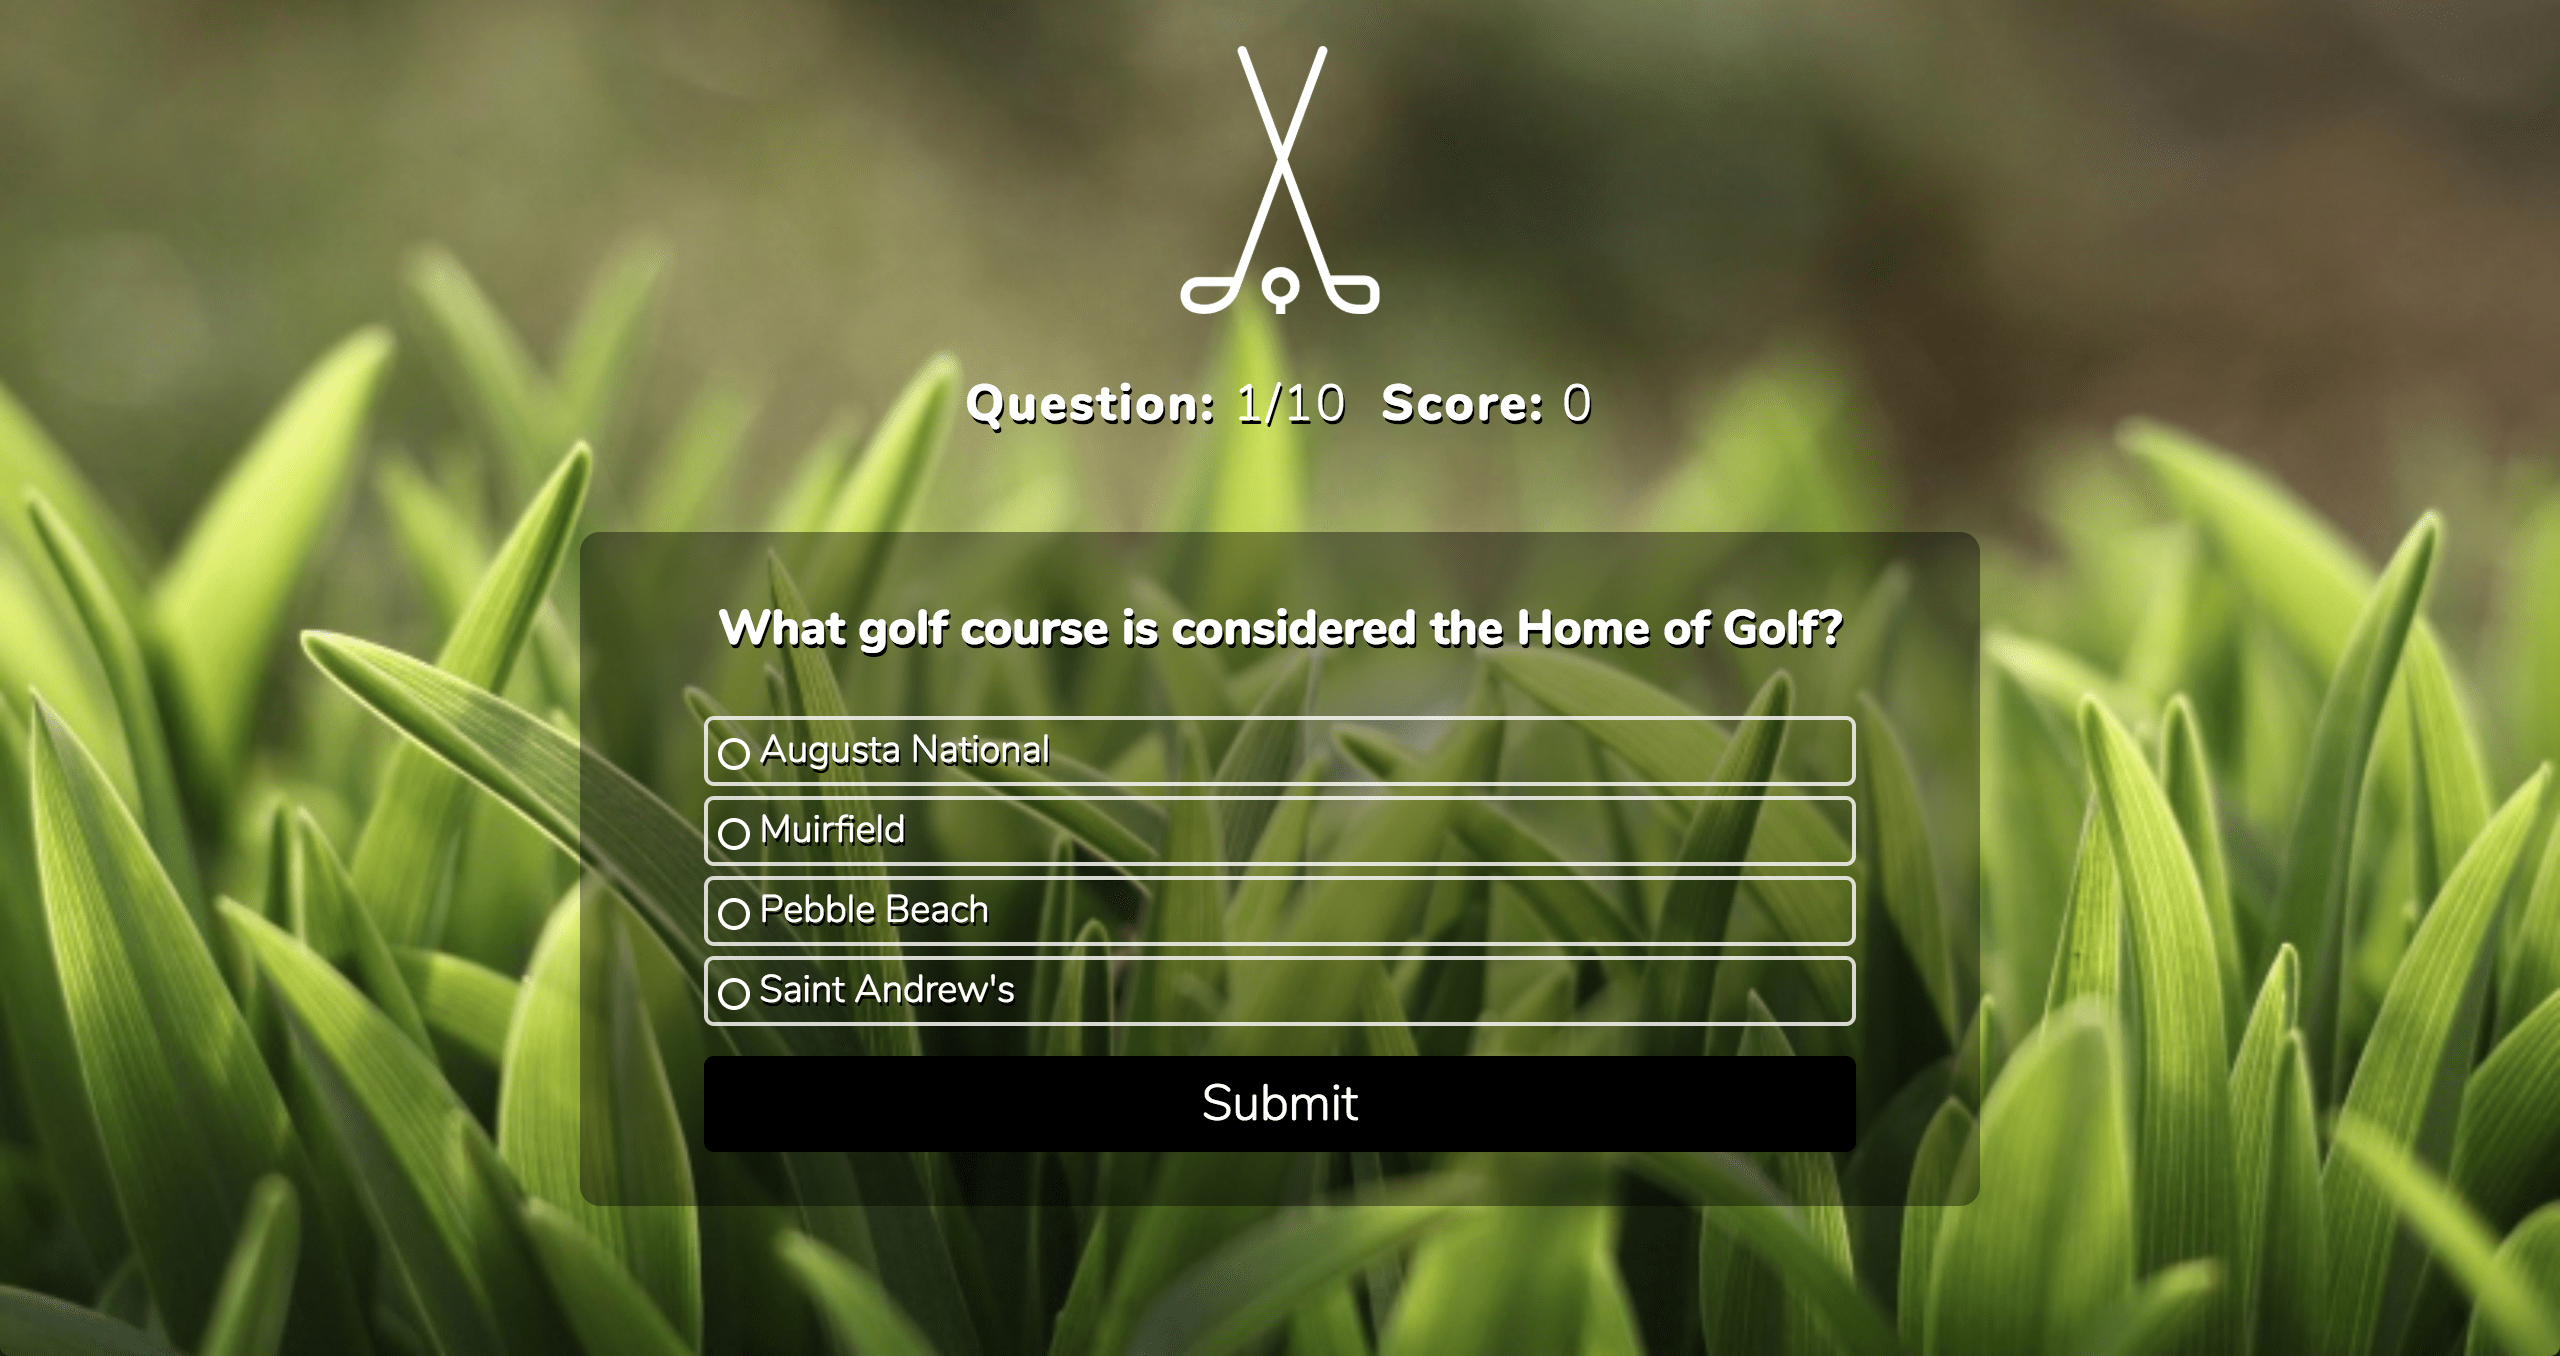 Question: 1/10 Score: 0
What golf course is considered the Home of Golf?
Augusta National
Muirfield
Pebble Beach
Saint Andrew's
Submit